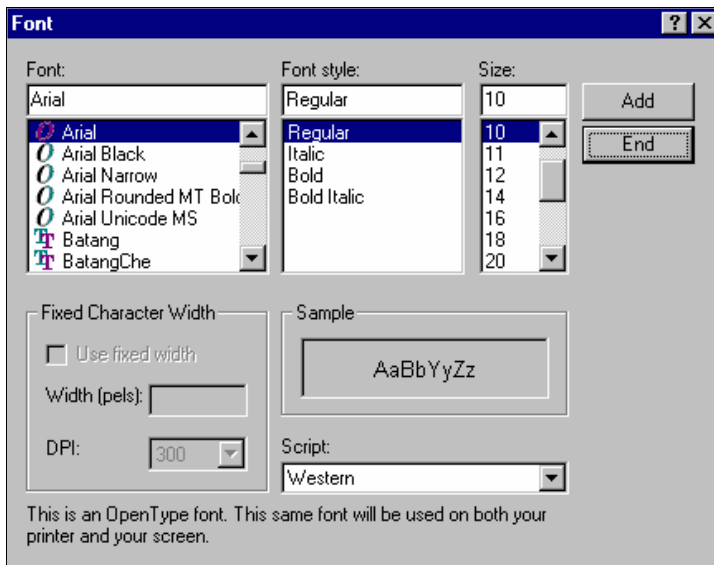 Font
? X
Font: Font style: Size:
Arial Regular 10 Add
Arial Regular 10 End
Arial Black Italic 11
Arial Narrow Bold 12
Arial Rounded MT Bold Bold Italic 14
Arial Unicode MS 16
Batang 18
BatangChe 20
Fixed Character Width Sample
Use fixed width
AaBbYyZz
Width (pels):
DPI: 300 Script:
Western
This is an OpenType font. This same font will be used on both your
printer and your screen.